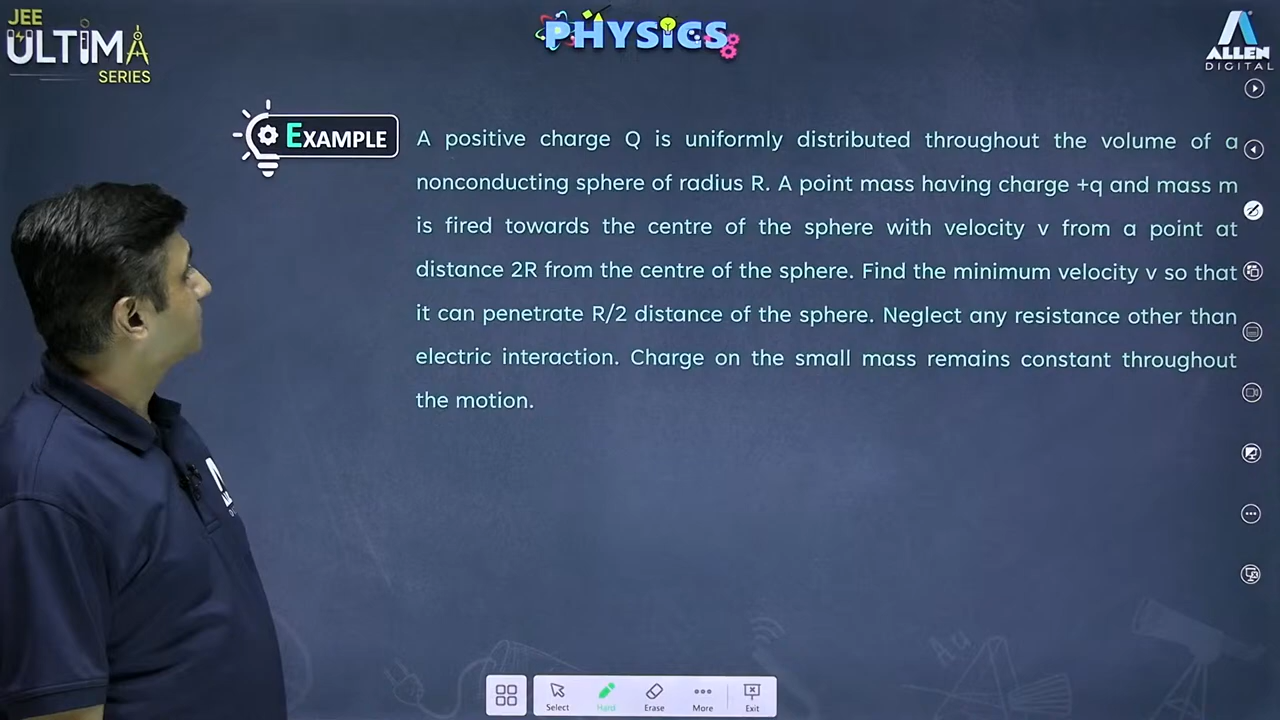 JEE
ULTIMA
SERIES
PHYSICS
ALLEN
DIGITAL
EXAMPLE
A positive charge Q is uniformly distributed throughout the volume of a
nonconducting sphere of radius R. A point mass having charge +q and mass m
is fired towards the centre of the sphere with velocity v from a point at
distance 2R from the centre of the sphere. Find the minimum velocity v so that
it can penetrate R/2 distance of the sphere. Neglect any resistance other than
electric interaction. Charge on the small mass remains constant throughout
the motion.
Au
Select
Hard
Erase
More
Exit